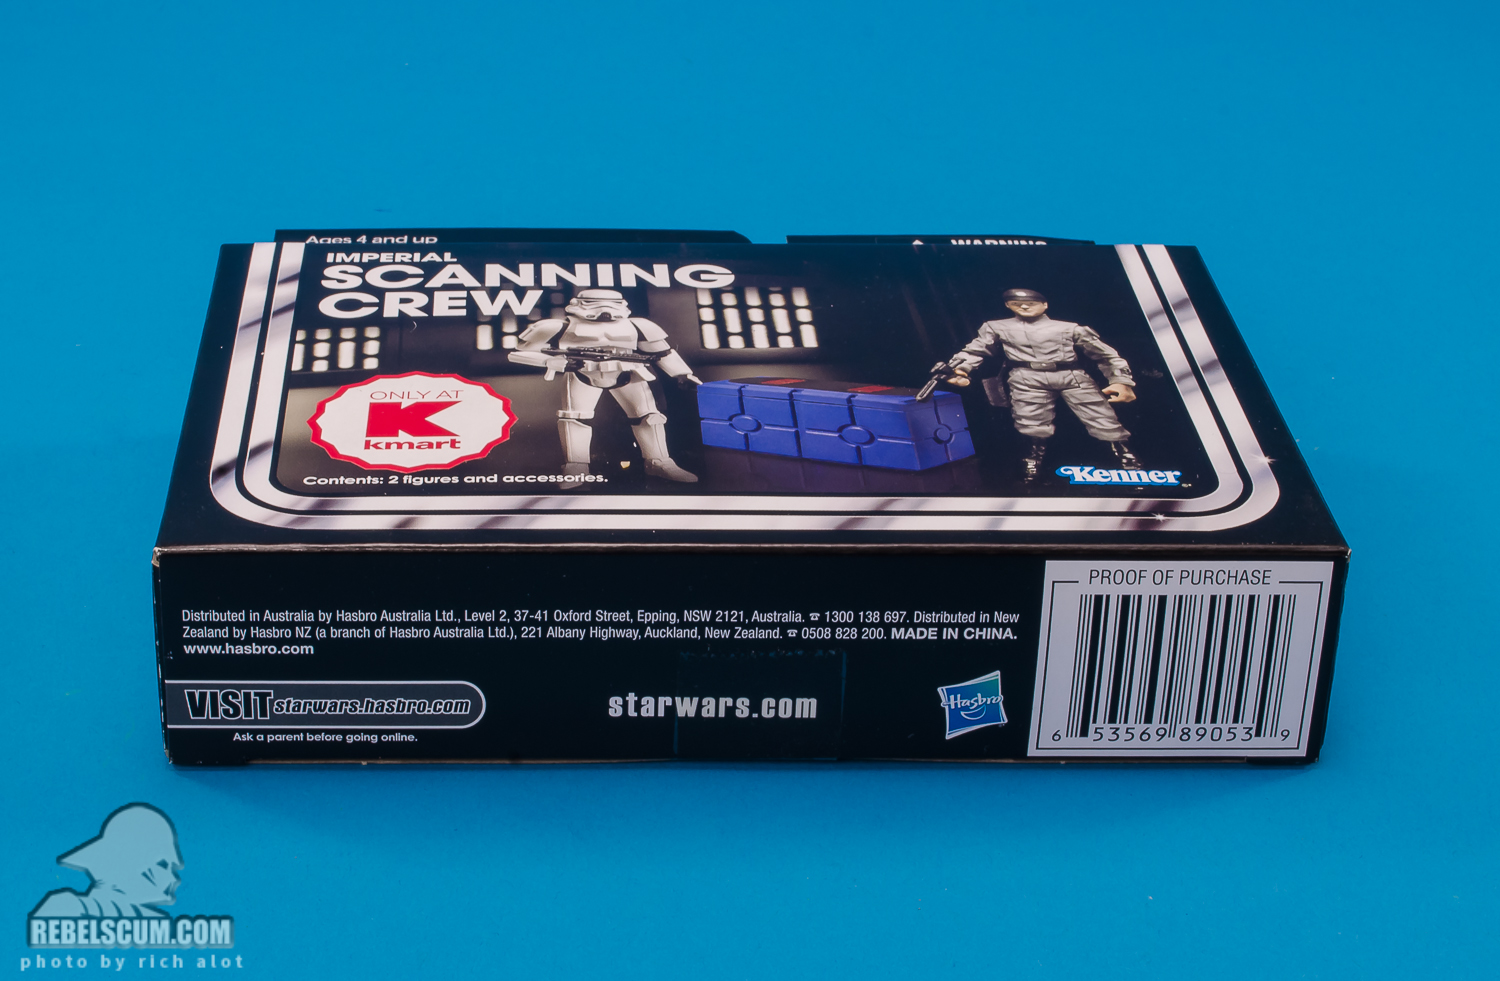 Ages 4 and up
WARNING
IMPERIAL
SCANNING
CREW
ONLY AT
K
kmart
Contents: 2 figures and accessories.
Kenner
PROOF OF PURCHASE
Distributed in Australia by Hasbro Australia Ltd., Level 2, 37-41 Oxford Street, Epping, NSW 2121, Australia. ☎ 1300 138 697. Distributed in New
Zealand by Hasbro NZ (a branch of Hasbro Australia Ltd.), 221 Albany Highway, Auckland, New Zealand. ☎ 0508 828 200. MADE IN CHINA.
www.hasbro.com
VISIT starwars.hasbro.com
Ask a parent before going online.
starwars.com
Hasbro
6 53569 89053 9
REBELSCUM.COM
photo by rich alot